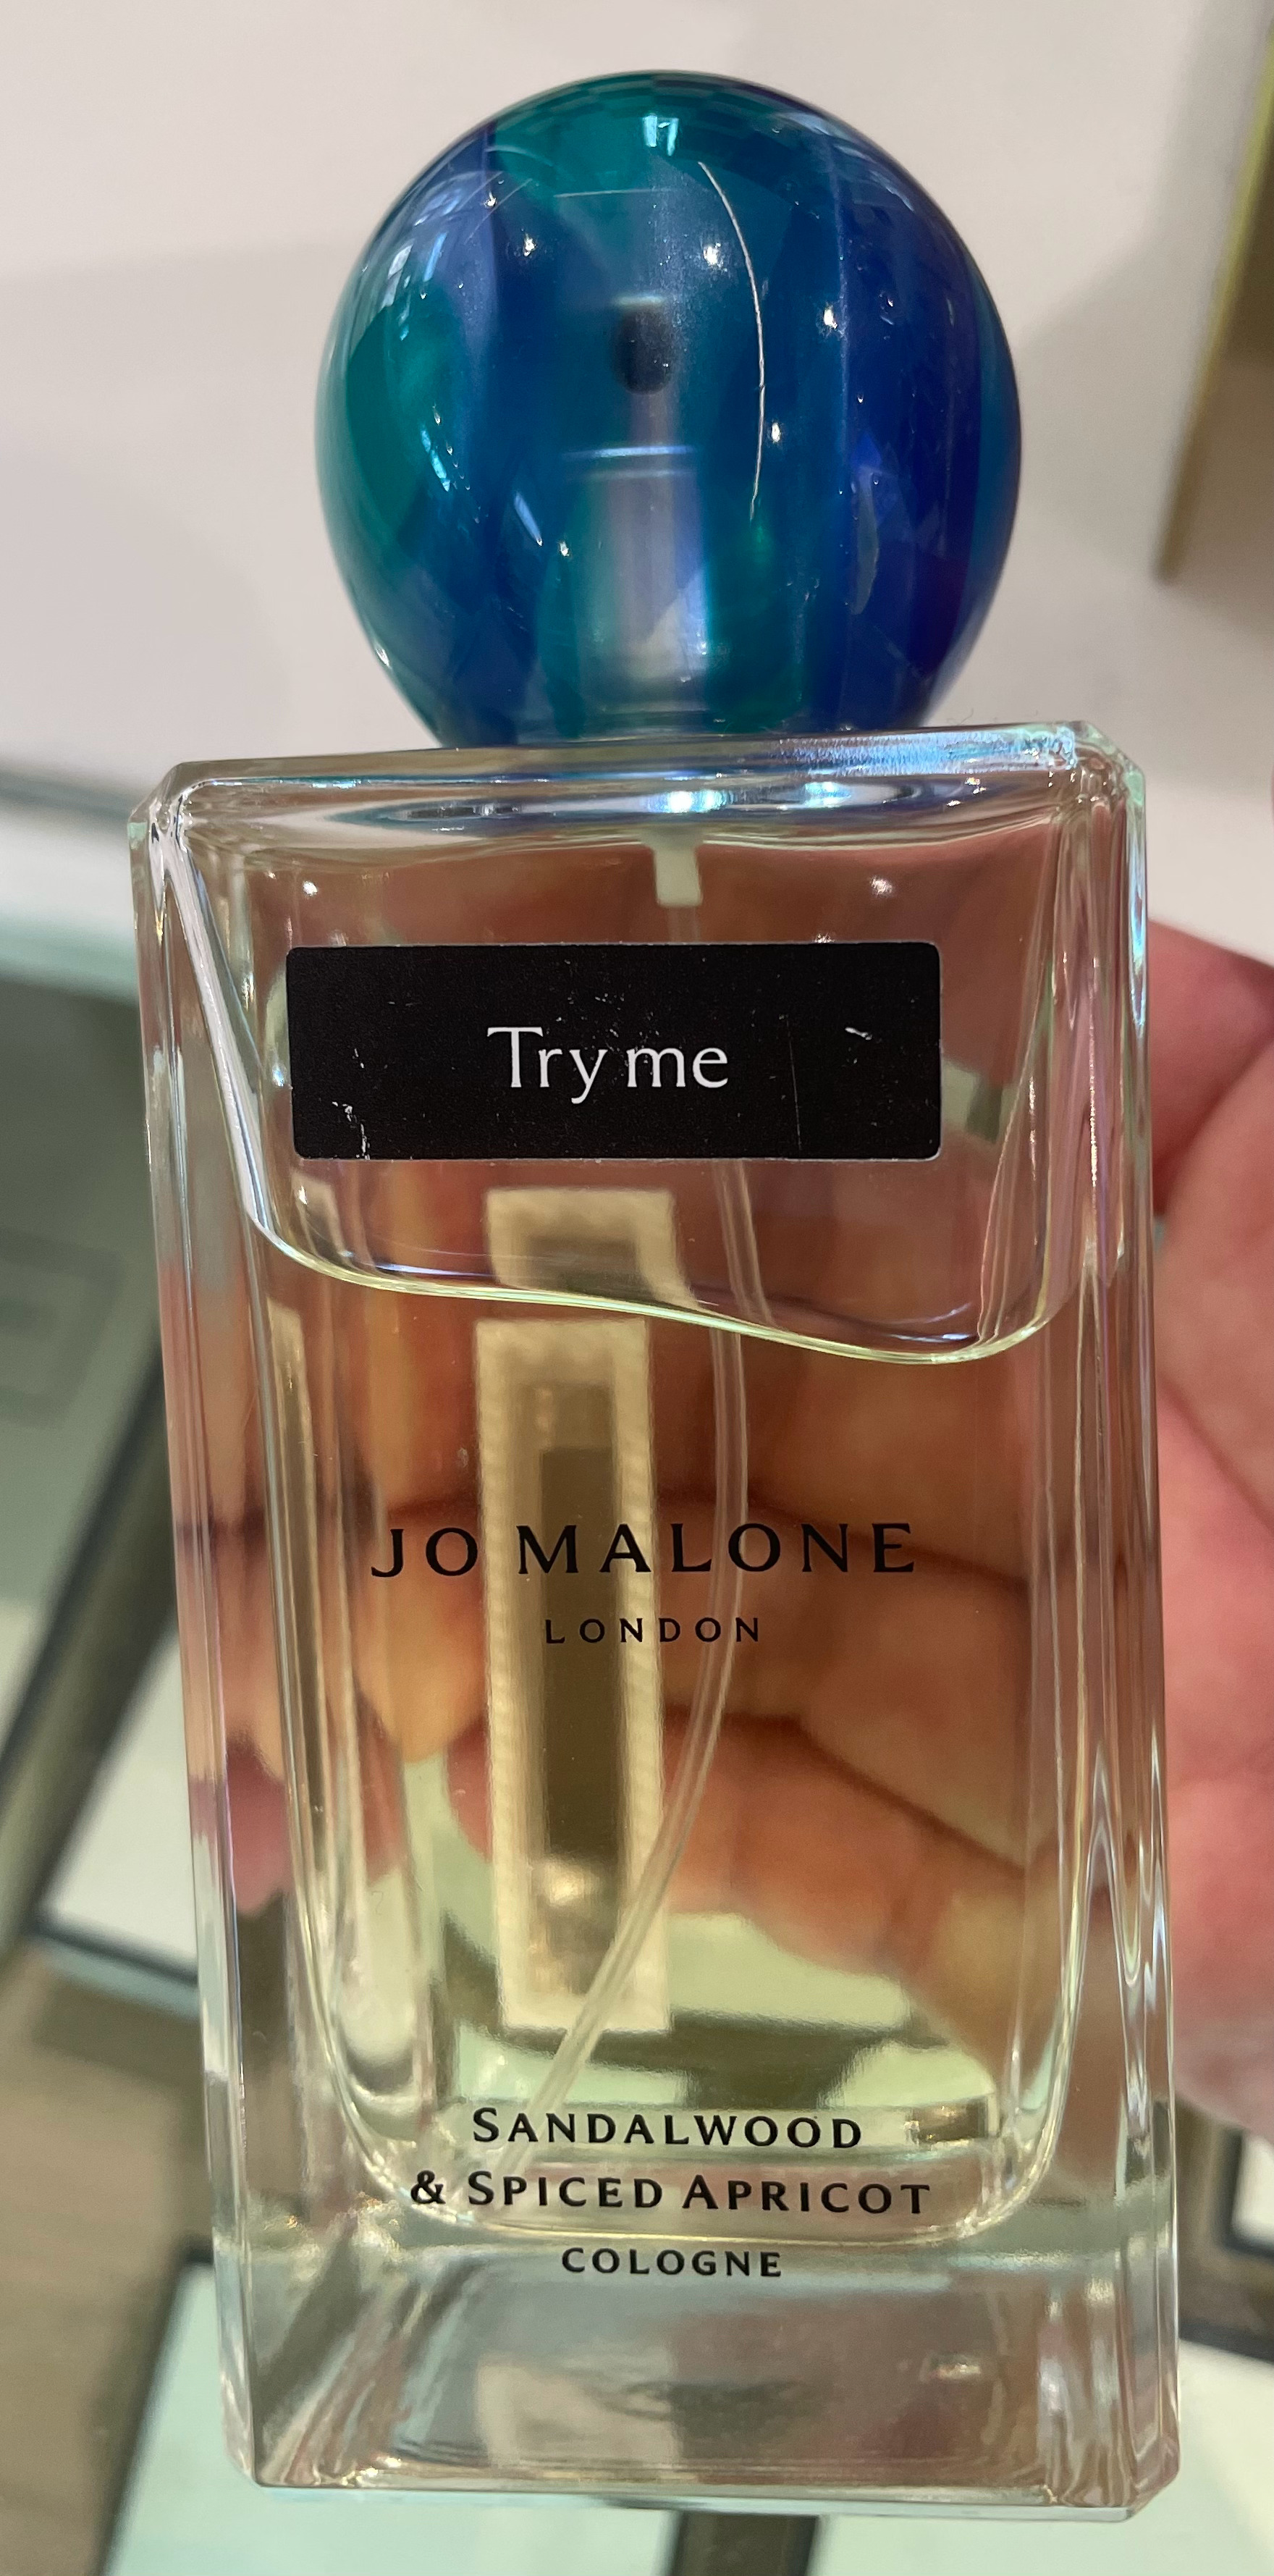 Try me
JO MALONE
LONDON
SANDALWOOD
& SPICED APRICOT
COLOGNE